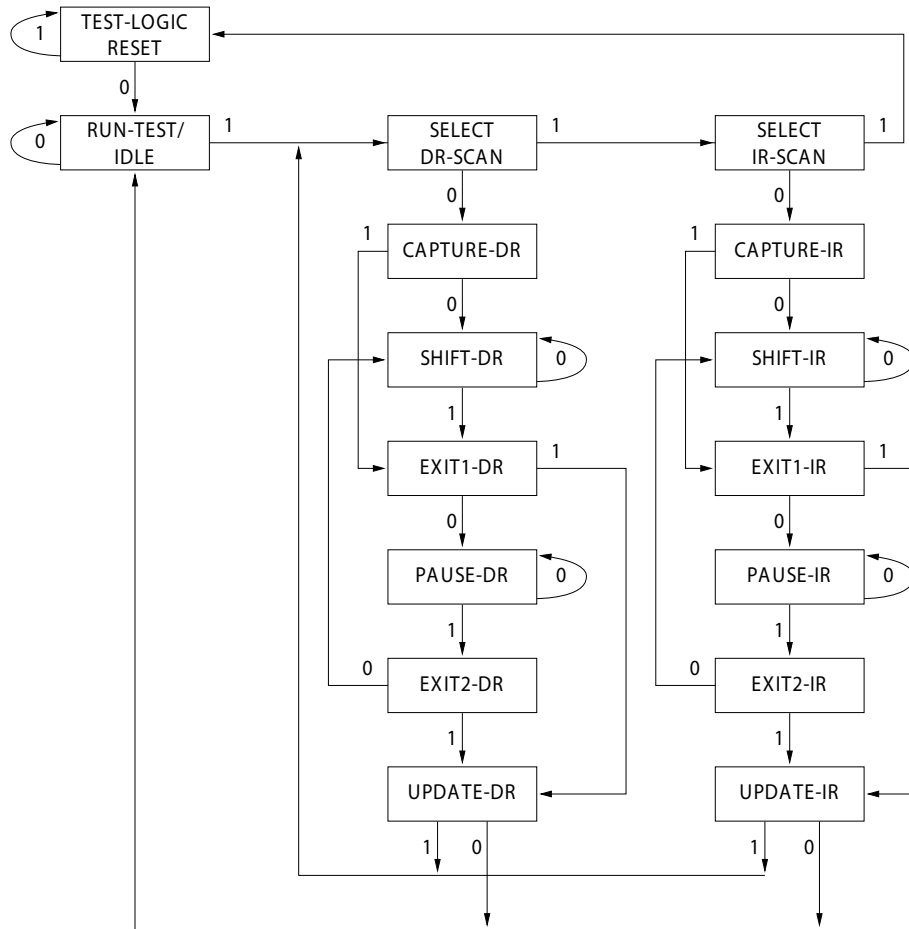 TEST-LOGIC
RESET
1
0
RUN-TEST/
IDLE
0
1
SELECT
DR-SCAN
1
SELECT
IR-SCAN
1
0
0
1
CAPTURE-DR
1
CAPTURE-IR
0
0
SHIFT-DR
0
SHIFT-IR
0
1
1
EXIT1-DR
1
EXIT1-IR
1
0
0
PAUSE-DR
0
PAUSE-IR
0
1
1
0
EXIT2-DR
0
EXIT2-IR
1
1
UPDATE-DR
UPDATE-IR
1
0
1
0